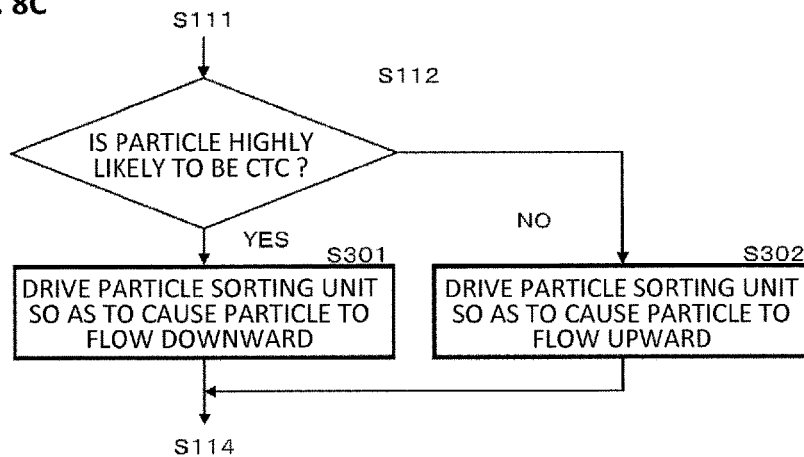 . 8C
S111
S112
IS PARTICLE HIGHLY
LIKELY TO BE CTC ?
YES
NO
S301
DRIVE PARTICLE SORTING UNIT
SO AS TO CAUSE PARTICLE TO
FLOW DOWNWARD
S302
DRIVE PARTICLE SORTING UNIT
SO AS TO CAUSE PARTICLE TO
FLOW UPWARD
S114